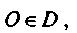 O ∈ D ,